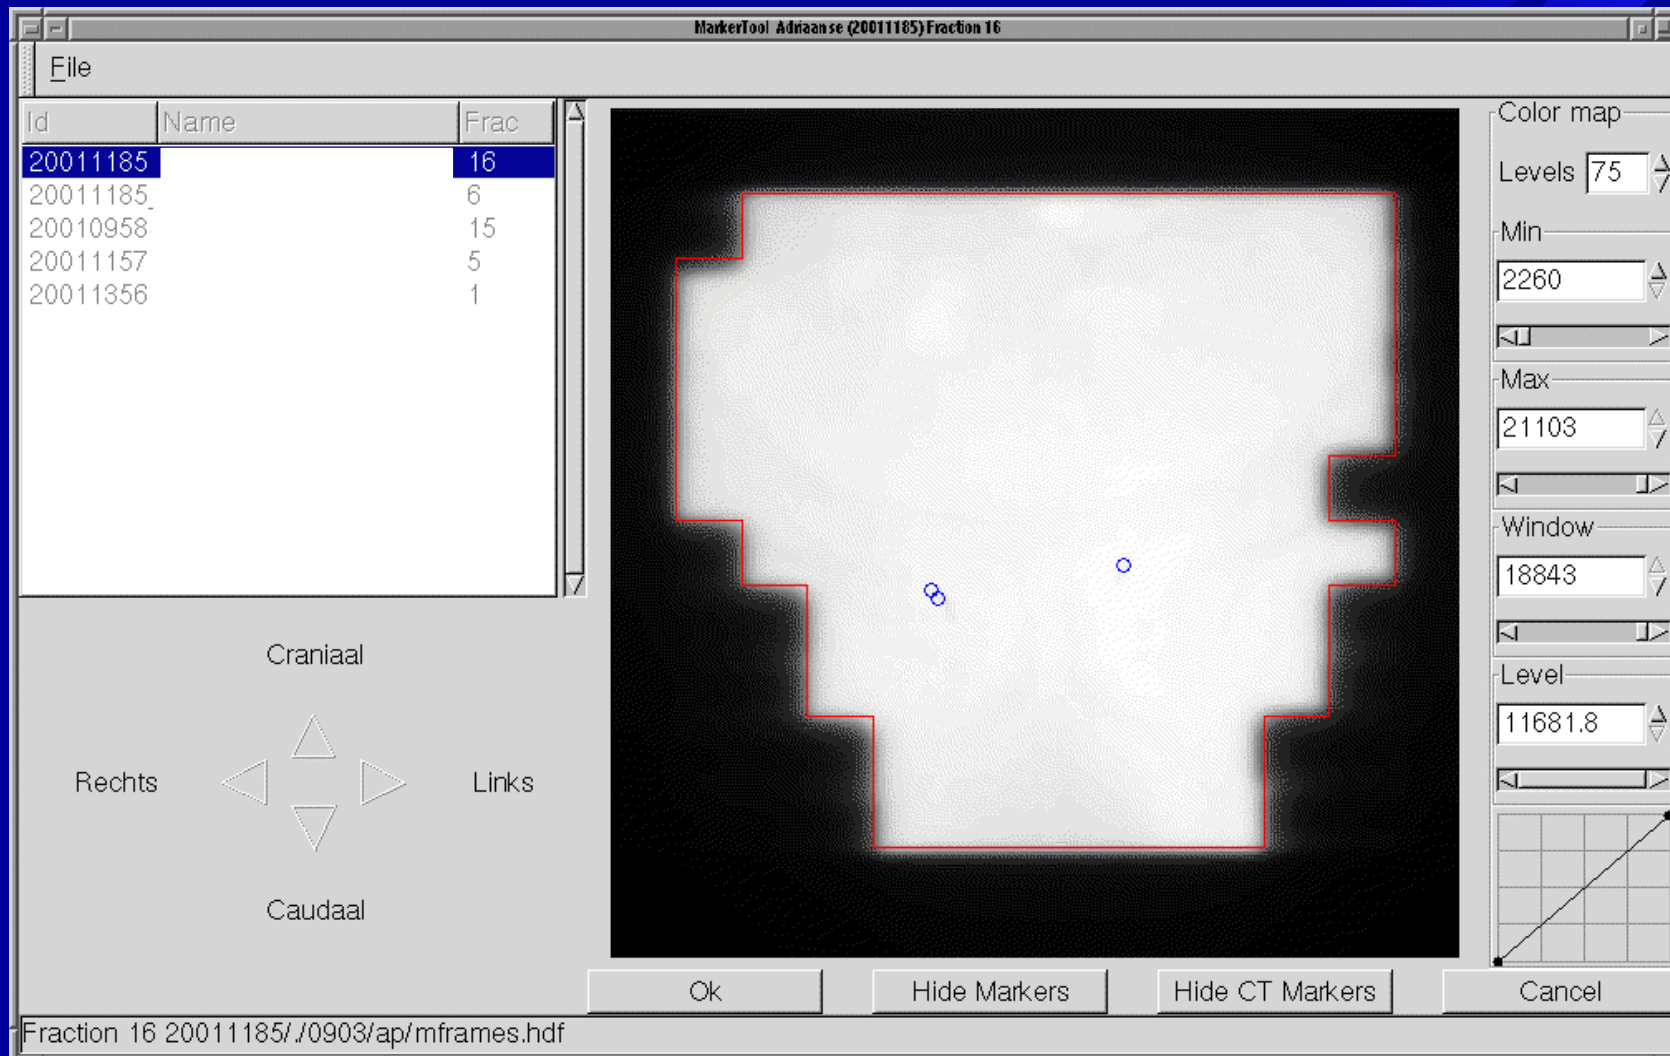 MarkerTool Adriaanse (20011185) Fraction 16
File
Id Name Frac
20011185 16
20011185_ 6
20010958 15
20011157 5
20011356 1
Craniaal
Rechts Links
Caudaal
Color map
Levels 75
Min
2260
Max
21103
Window
18843
Level
11681.8
Ok Hide Markers Hide CT Markers Cancel
Fraction 16 20011185/./0903/ap/mframes.hdf